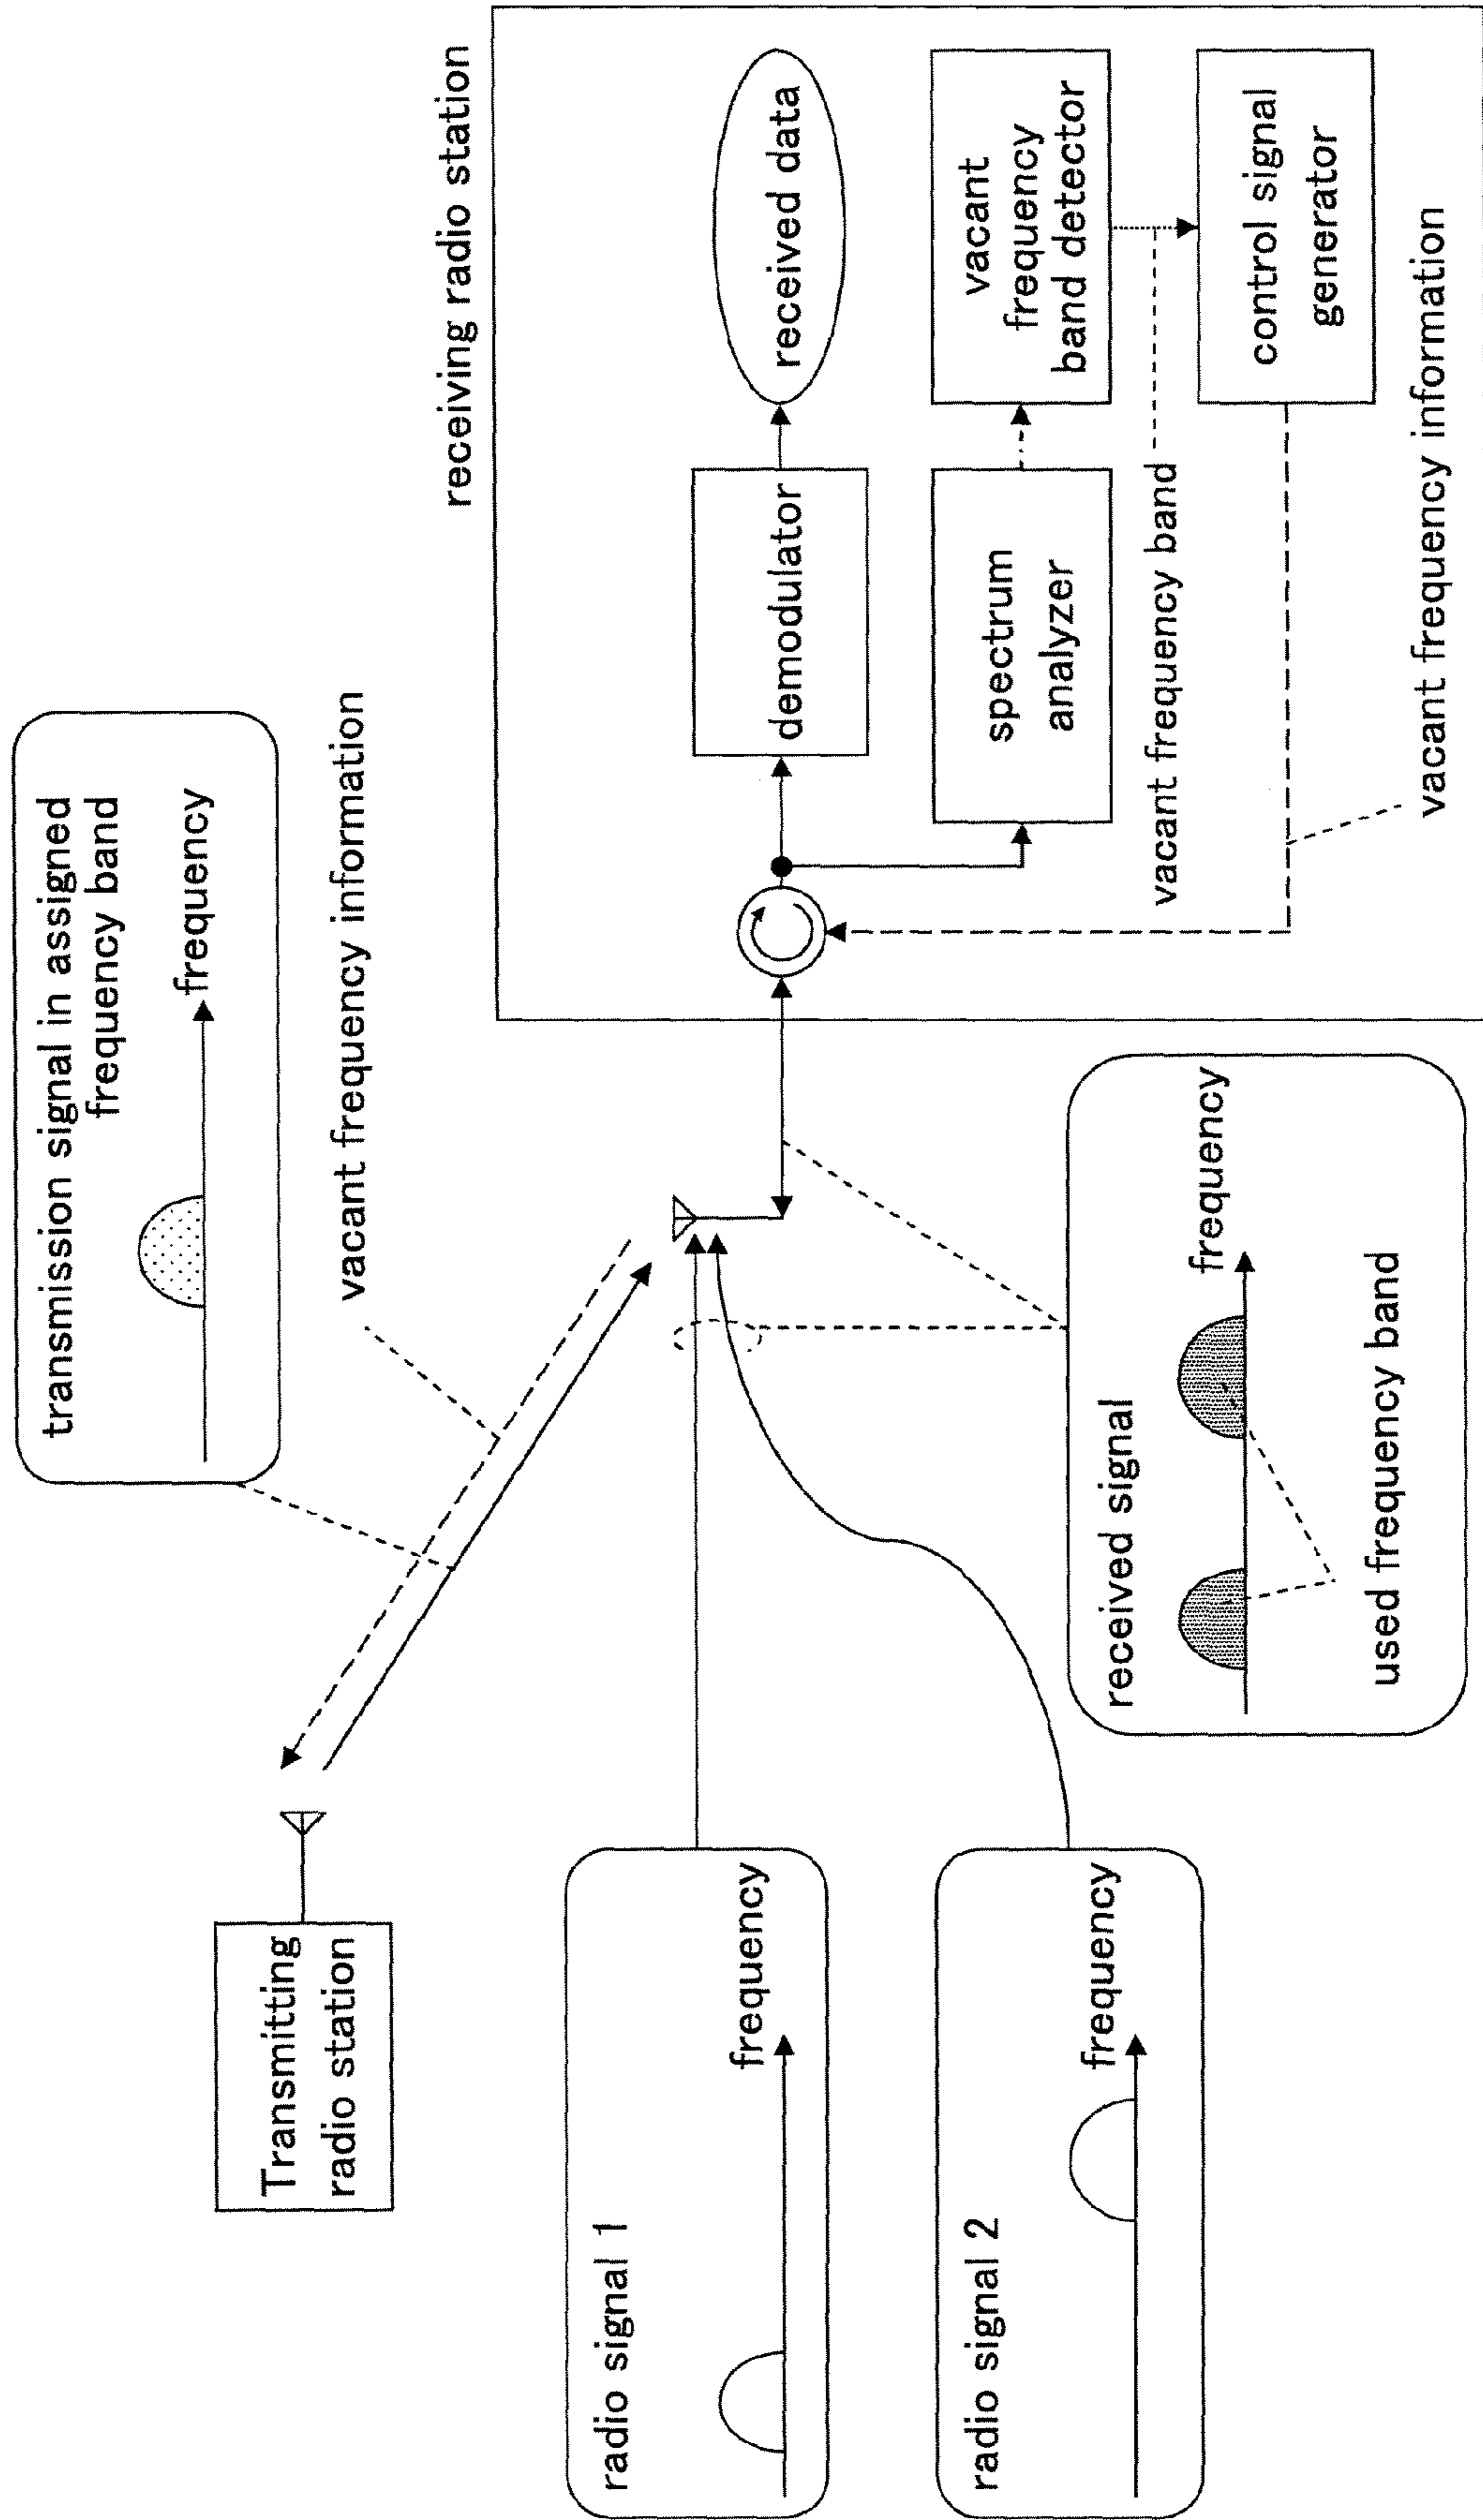 transmission signal in assigned
frequency band
frequency
vacant frequency information
Transmitting
radio station
receiving radio station
radio signal 1
frequency
radio signal 2
frequency
received signal
frequency
used frequency band
demodulator
received data
spectrum
analyzer
vacant
frequency
band detector
vacant frequency band
control signal
generator
vacant frequency information